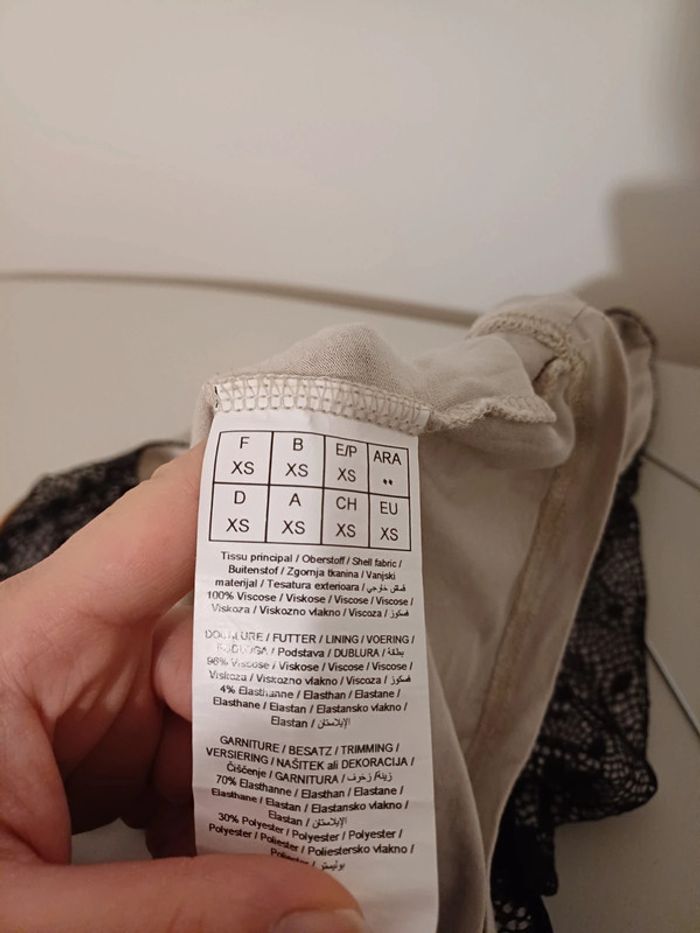 F B E/P ARA
XS XS XS ••
D A CH EU
XS XS XS XS
Tissu principal / Oberstoff / Shell fabric /
Buitenstof / Zgornja tkanina / Vanjski
materijal / Tesatura exterioara / قماش خارجي
100% Viscose / Viskose / Viscose / Viscose /
Viskoza / Viskozno vlakno / Viscoza / فسكوز
/ FUTTER / LINING / VOERING /
/ Podstava / DUBLURA / بطانة
96% Viscose / Viskose / Viscose / Viscose /
Viskoza / Viskozno vlakno / Viscoza / فسكوز
4% Elasthanne / Elasthan / Elastane /
Elasthane / Elastan / Elastansko vlakno /
Elastan / الإيلاستان
GARNITURE / BESATZ / TRIMMING /
VERSIERING / NAŠITEK ali DEKORACIJA /
Čiščenje / GARNITURA / زينة/ زخرف
70% Elasthanne / Elasthan / Elastane /
Elasthane / Elastan / Elastansko vlakno /
Elastan / الإيلاستان
30% Polyester / Polyester / Polyester /
Polyester / Poliester / Poliestersko vlakno /
بوليستر